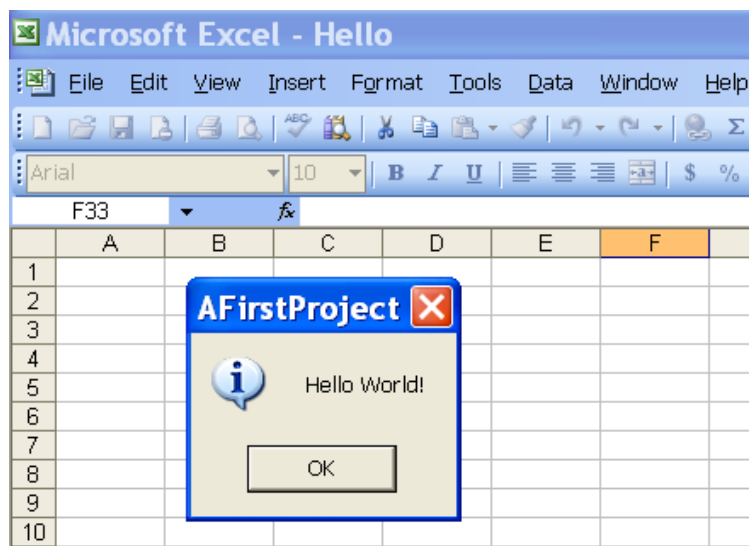 Microsoft Excel - Hello
File Edit View Insert Format Tools Data Window Help
ABC Σ
Arial 10 B I U a $ %
F33 fx
A B C D E F
1
2
3
4
5
6
7
8
9
10
AFirstProject
Hello World!
OK